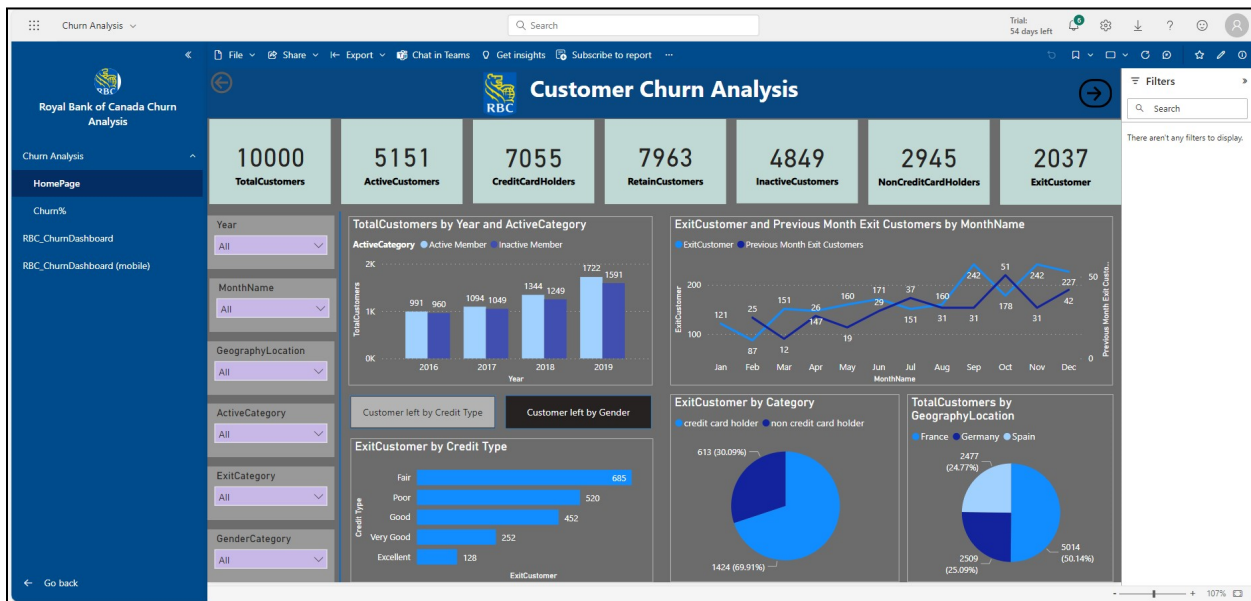 Churn Analysis
Search
Trial:
54 days left
6
File
Share
Export
Chat in Teams
Get insights
Subscribe to report
RBC
Royal Bank of Canada Churn
Analysis
Churn Analysis
HomePage
Churn%
RBC_ChurnDashboard
RBC_ChurnDashboard (mobile)
Go back
RBC
Customer Churn Analysis
10000
TotalCustomers
5151
ActiveCustomers
7055
CreditCardHolders
7963
RetainCustomers
4849
InactiveCustomers
2945
NonCreditCardHolders
2037
ExitCustomer
Year
All
MonthName
All
GeographyLocation
All
ActiveCategory
All
ExitCategory
All
GenderCategory
All
TotalCustomers by Year and ActiveCategory
ActiveCategory Active Member Inactive Member
TotalCustomers
2K
1K
0K
991 960
1094 1049
1344 1249
1722 1591
2016 2017 2018 2019
Year
ExitCustomer and Previous Month Exit Customers by MonthName
ExitCustomer Previous Month Exit Customers
ExitCustomer
200
100
121 87 151 147 160 171 151 160 242 178 242 227
25 12 26 19 29 37 31 31 51 31 42
50
0
Previous Month Exit Custo...
Jan Feb Mar Apr May Jun Jul Aug Sep Oct Nov Dec
MonthName
Customer left by Credit Type
Customer left by Gender
ExitCustomer by Credit Type
Credit Type
Fair 685
Poor 520
Good 452
Very Good 252
Excellent 128
ExitCustomer
ExitCustomer by Category
credit card holder non credit card holder
613 (30.09%)
1424 (69.91%)
TotalCustomers by
GeographyLocation
France Germany Spain
2477
(24.77%)
2509
(25.09%)
5014
(50.14%)
Filters
Search
There aren't any filters to display.
107%